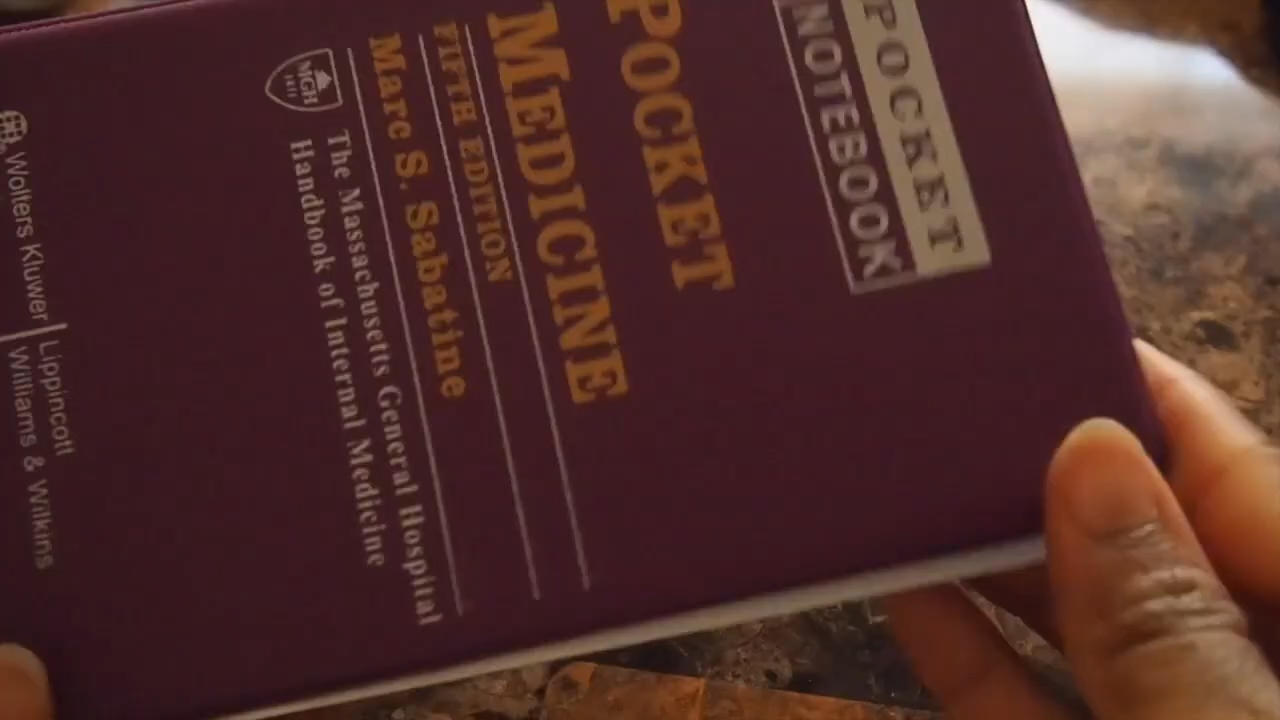 POCKET
NOTEBOOK
POCKET
MEDICINE
FIFTH EDITION
Marc S. Sabatine
The Massachusetts General Hospital
Handbook of Internal Medicine
MGH
1811
Wolters Kluwer | Lippincott
Williams & Wilkins